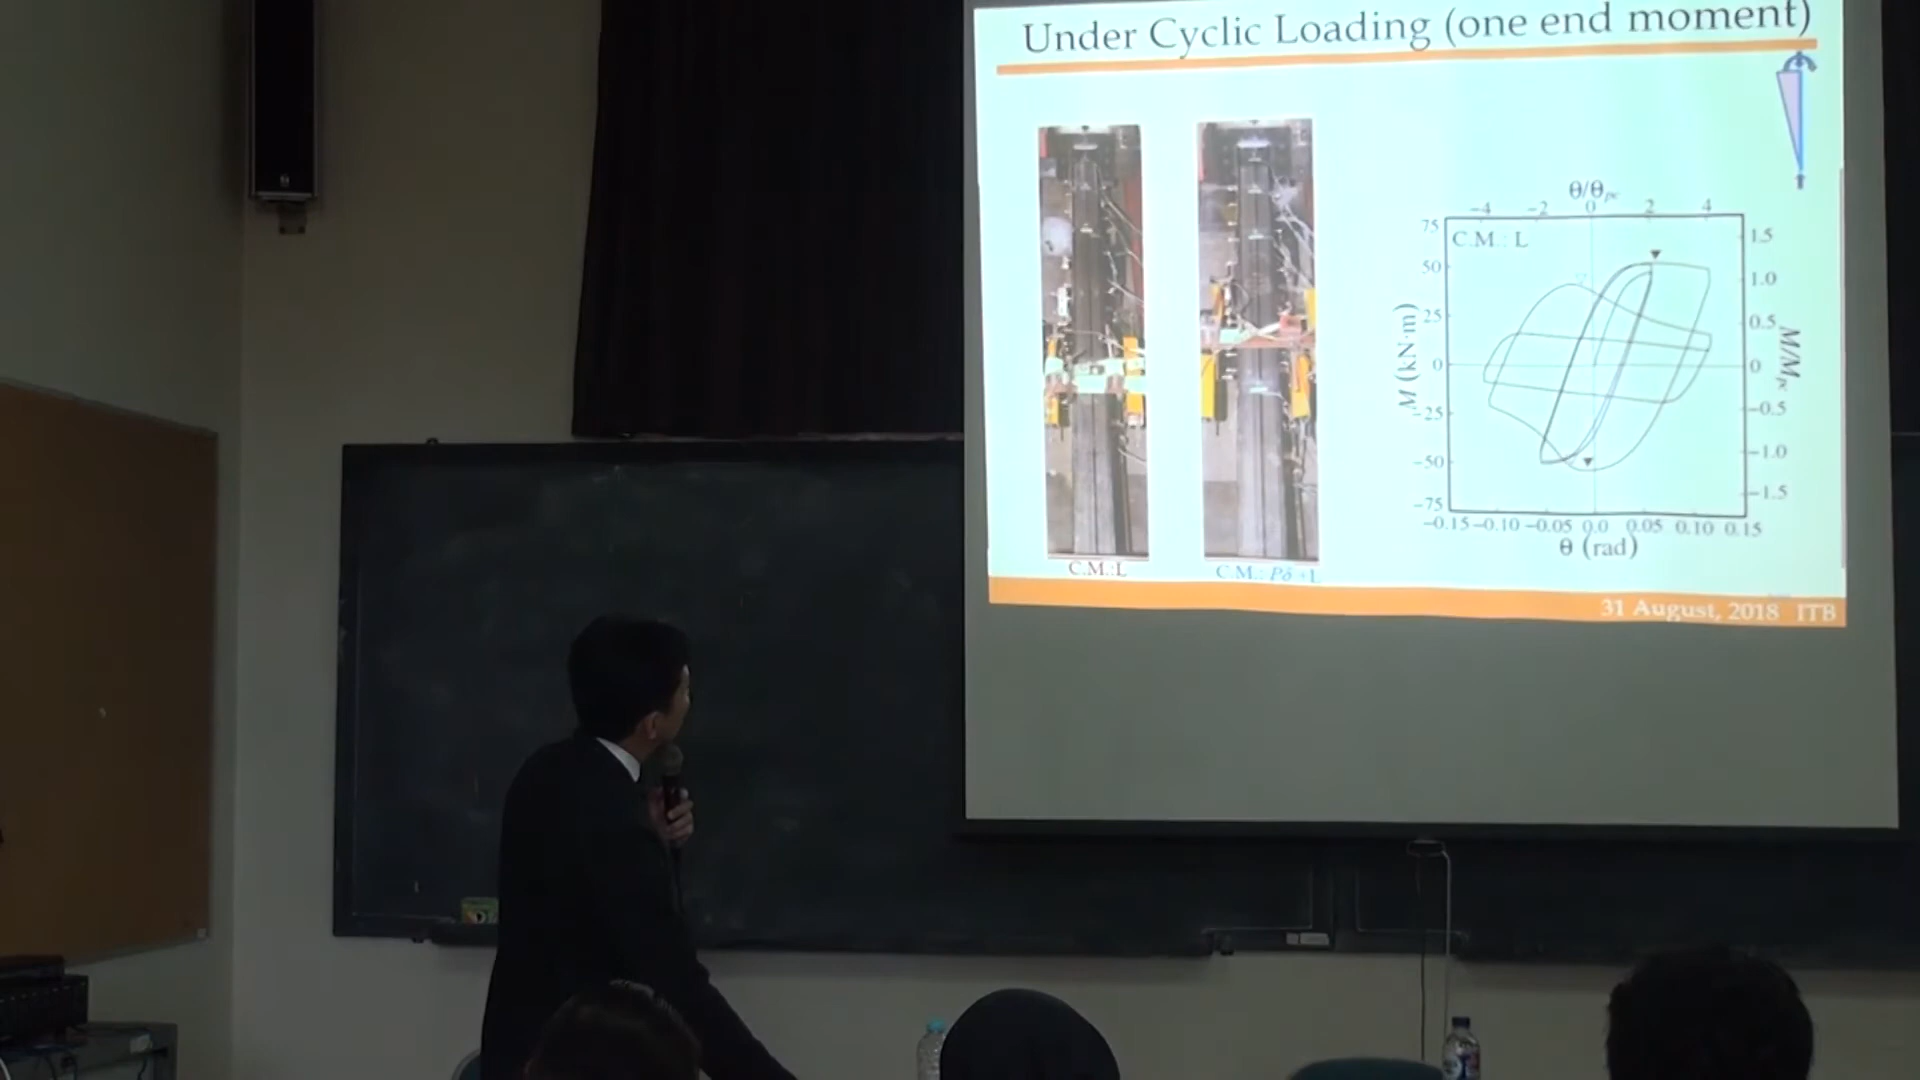 Under Cyclic Loading (one end moment)
θ/θpc
−4 −2 0 2 4
75
50
25
0
−25
−50
−75
C.M.: L
1.5
1.0
0.5
0
−0.5
−1.0
−1.5
M (kN·m)
M/Mpc
−0.15 −0.10 −0.05 0.0 0.05 0.10 0.15
θ (rad)
C.M.:L
C.M.: Pδ+L
31 August, 2018 ITB